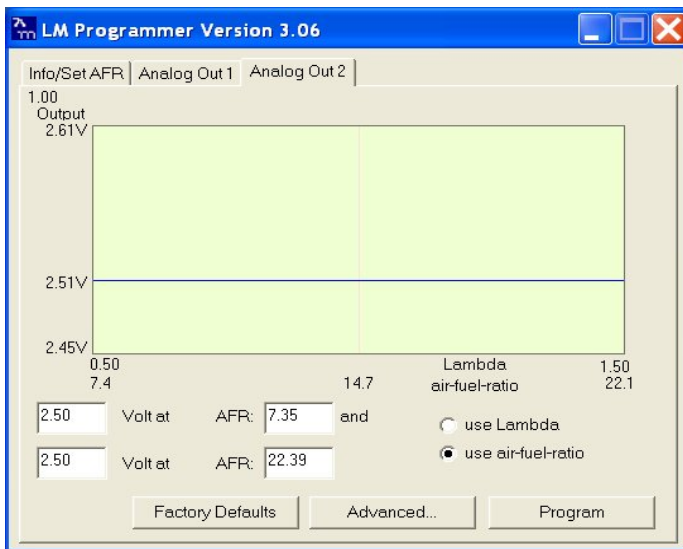 LM Programmer Version 3.06
Info/Set AFR Analog Out 1 Analog Out 2
1.00
Output
2.61V
2.51V
2.45V
0.50 Lambda 1.50
7.4 14.7 air-fuel-ratio 22.1
2.50 Volt at AFR: 7.35 and use Lambda
2.50 Volt at AFR: 22.39 use air-fuel-ratio
Factory Defaults Advanced... Program